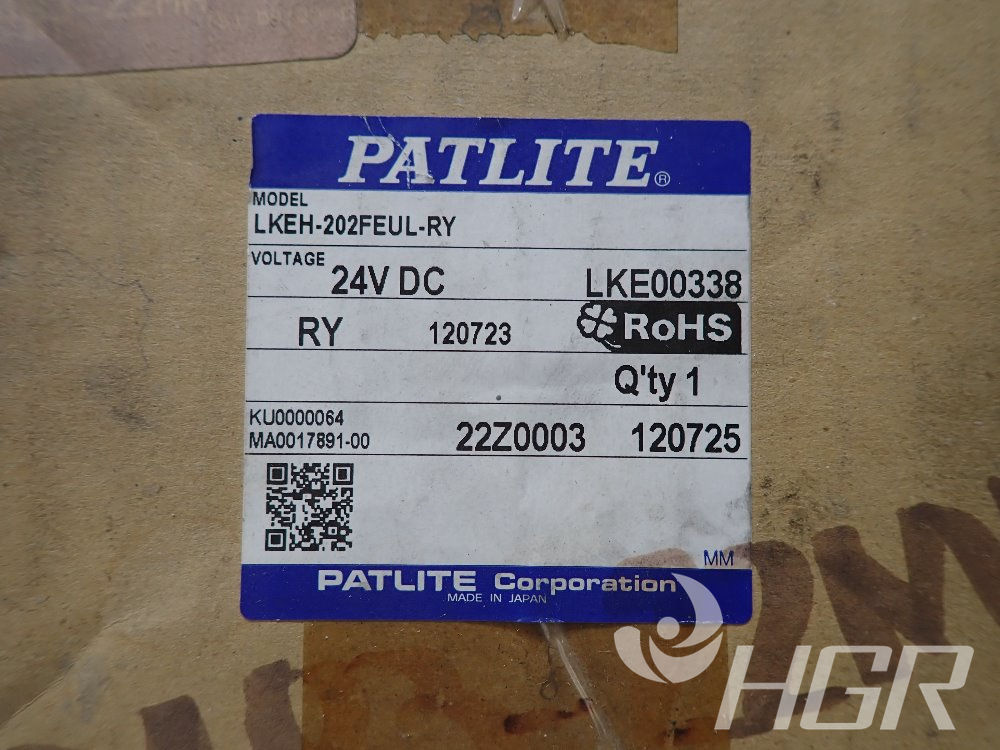 22MR
PATLITE®
MODEL
LKEH-202FEUL-RY
VOLTAGE
24V DC LKE00338
RY 120723 RoHS
Q'ty 1
KU0000064
MA0017891-00 22Z0003 120725
MM
PATLITE Corporation
MADE IN JAPAN
HGR